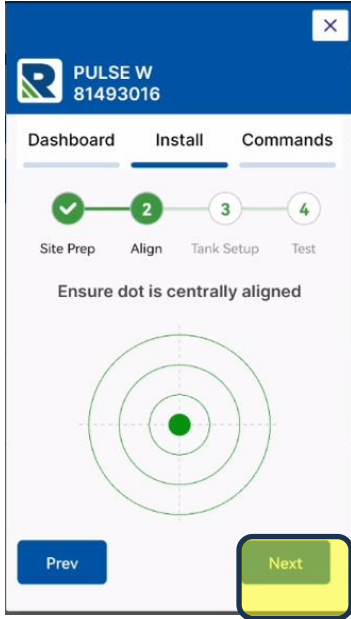 PULSE W
81493016
Dashboard Install Commands
2 3 4
Site Prep Align Tank Setup Test
Ensure dot is centrally aligned
Prev Next